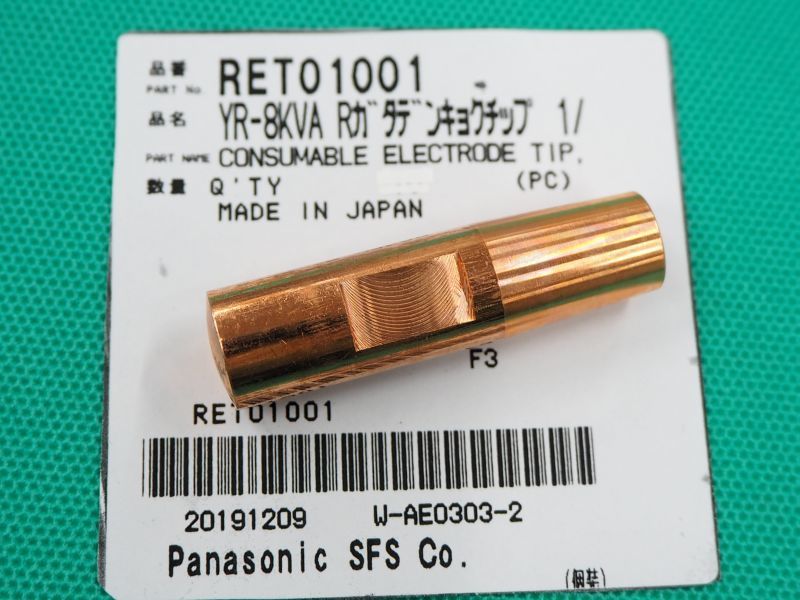 品番 RET01001
PART No.
品名 YR-8KVA Rガタデンキョクチップ 1/
PART NAME CONSUMABLE ELECTRODE TIP.
数量 Q'TY (PC)
MADE IN JAPAN
F3
RET01001
20191209 W-AE0303-2
Panasonic SFS Co.
(個装)